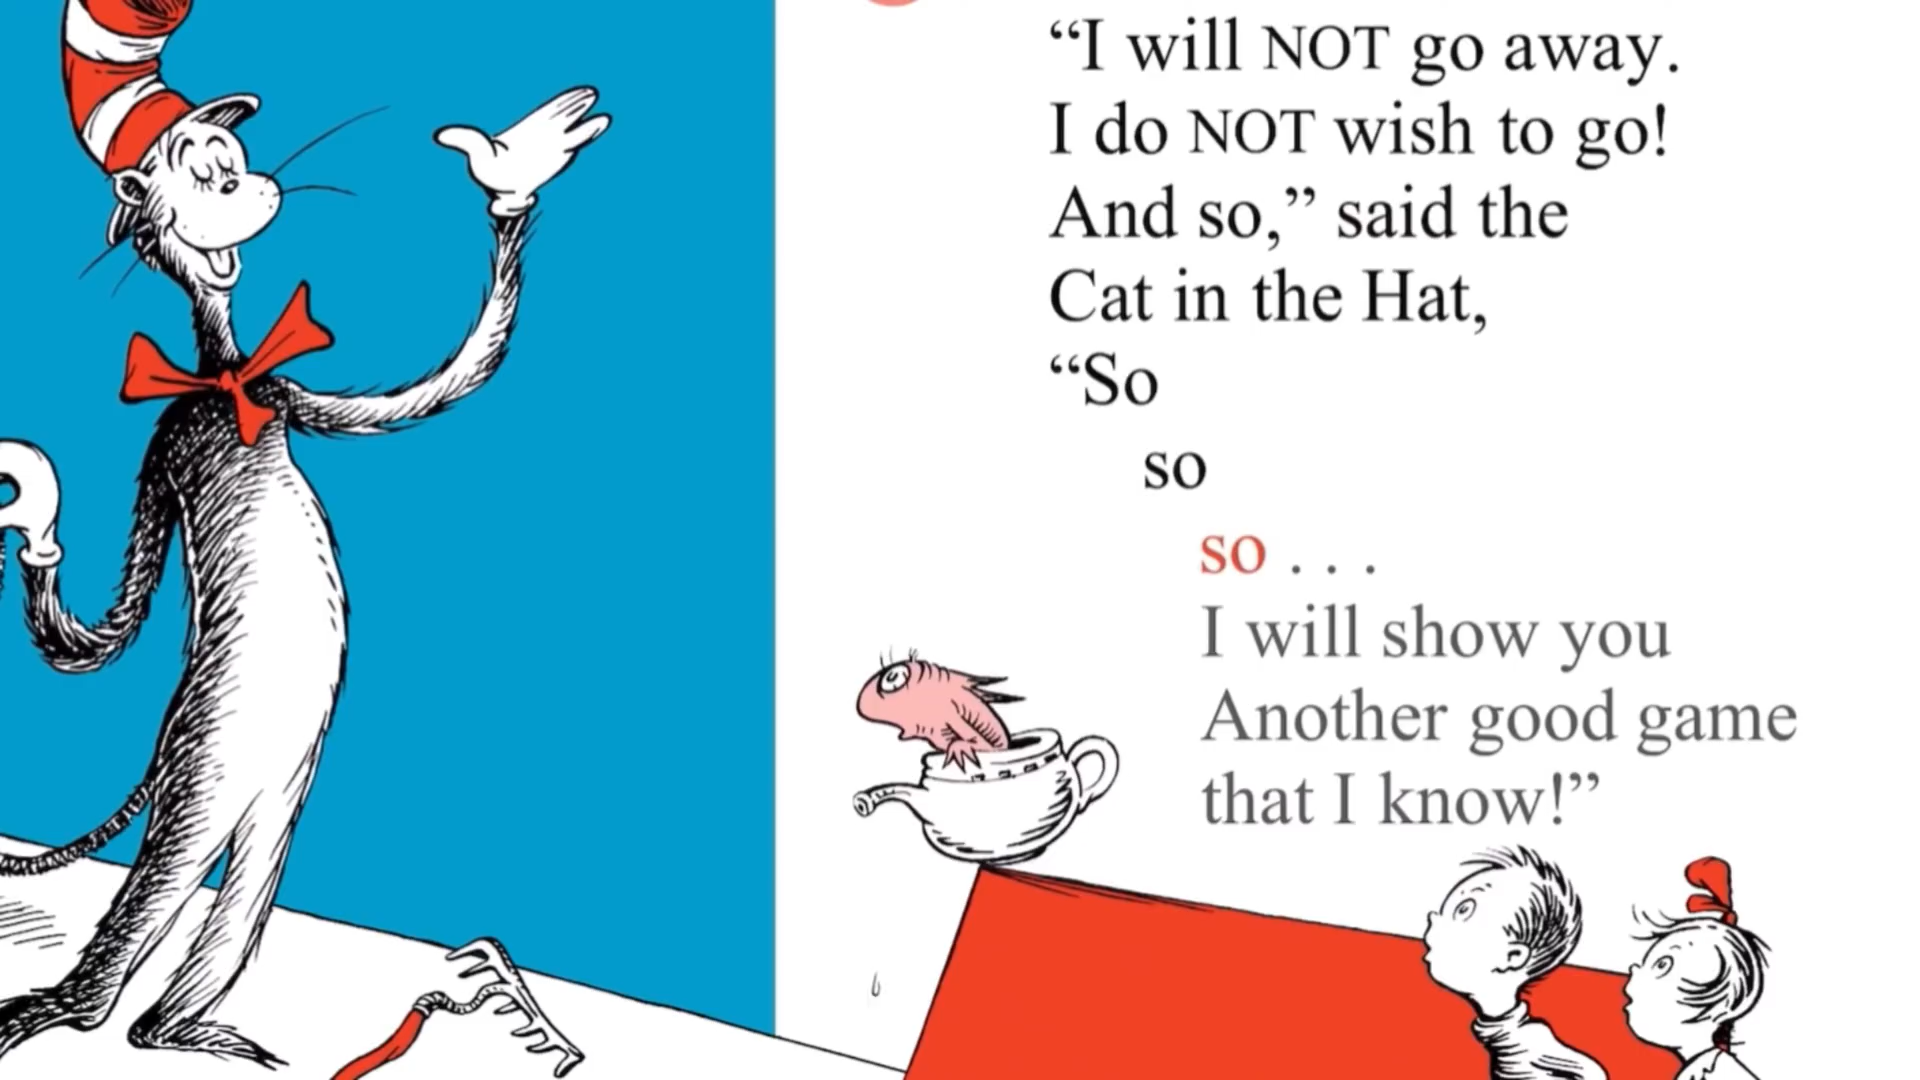 “I will NOT go away.
I do NOT wish to go!
And so,” said the
Cat in the Hat,
“So
so
so . . .
I will show you
Another good game
that I know!”